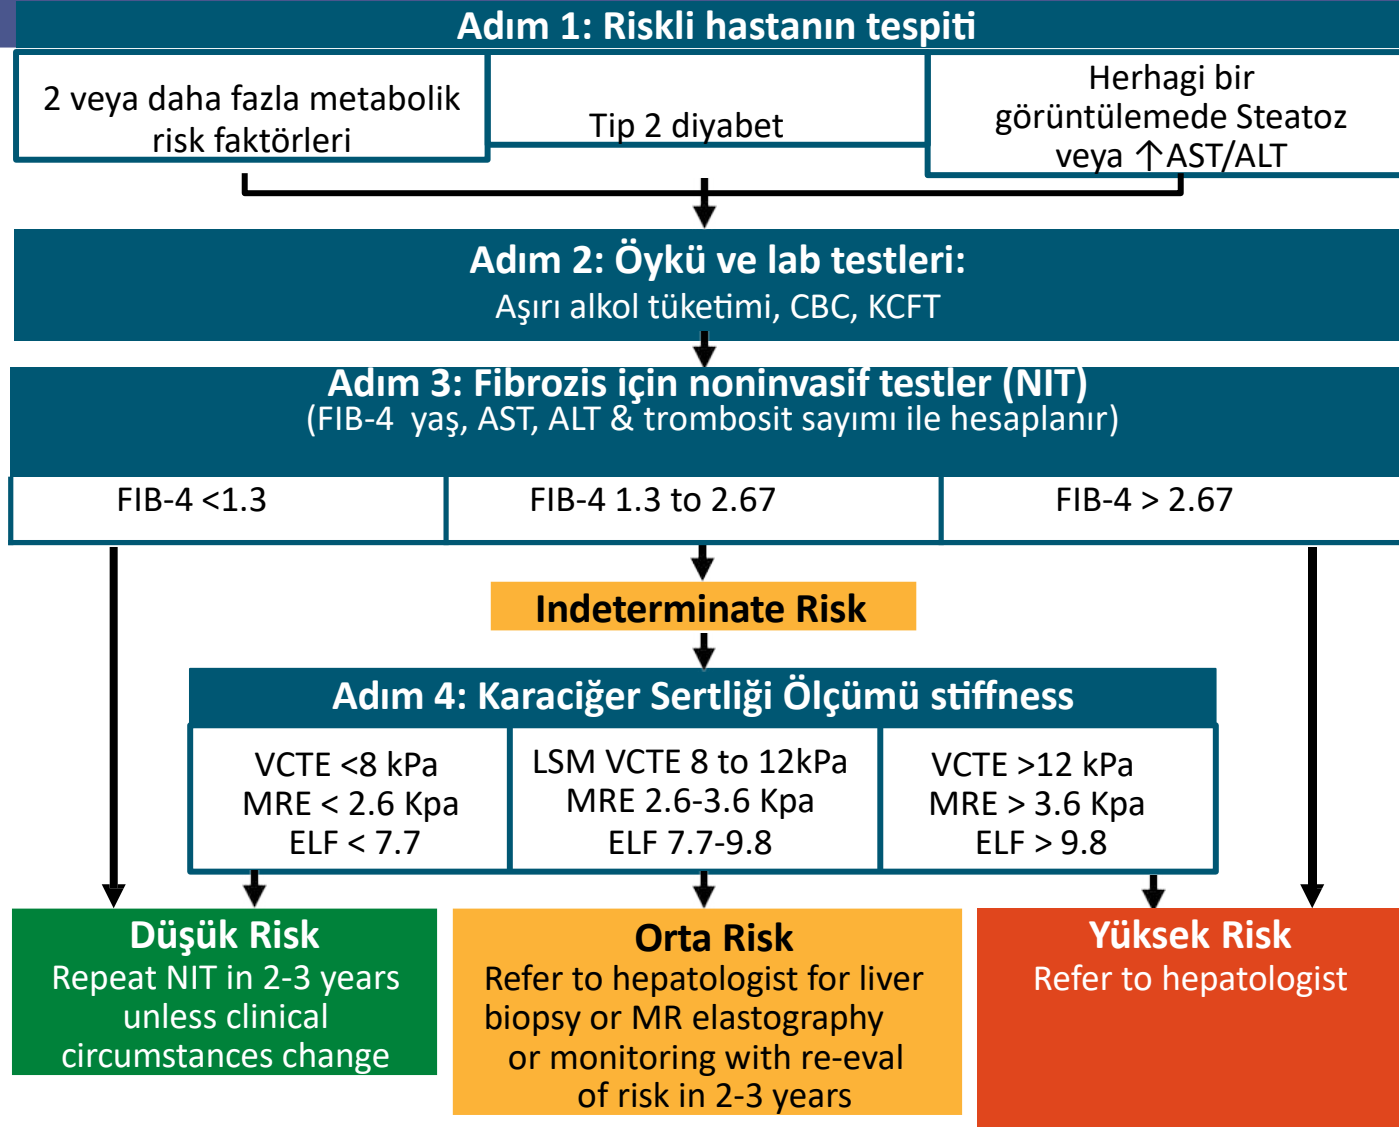 Adım 1: Riskli hastanın tespiti
2 veya daha fazla metabolik
risk faktörleri
Tip 2 diyabet
Herhagi bir
görüntülemede Steatoz
veya ↑AST/ALT
Adım 2: Öykü ve lab testleri:
Aşırı alkol tüketimi, CBC, KCFT
Adım 3: Fibrozis için noninvasif testler (NIT)
(FIB-4 yaş, AST, ALT & trombosit sayımı ile hesaplanır)
FIB-4 <1.3
FIB-4 1.3 to 2.67
FIB-4 > 2.67
Indeterminate Risk
Adım 4: Karaciğer Sertliği Ölçümü stiffness
VCTE <8 kPa
MRE < 2.6 Kpa
ELF < 7.7
LSM VCTE 8 to 12kPa
MRE 2.6-3.6 Kpa
ELF 7.7-9.8
VCTE >12 kPa
MRE > 3.6 Kpa
ELF > 9.8
Düşük Risk
Repeat NIT in 2-3 years
unless clinical
circumstances change
Orta Risk
Refer to hepatologist for liver
biopsy or MR elastography
or monitoring with re-eval
of risk in 2-3 years
Yüksek Risk
Refer to hepatologist